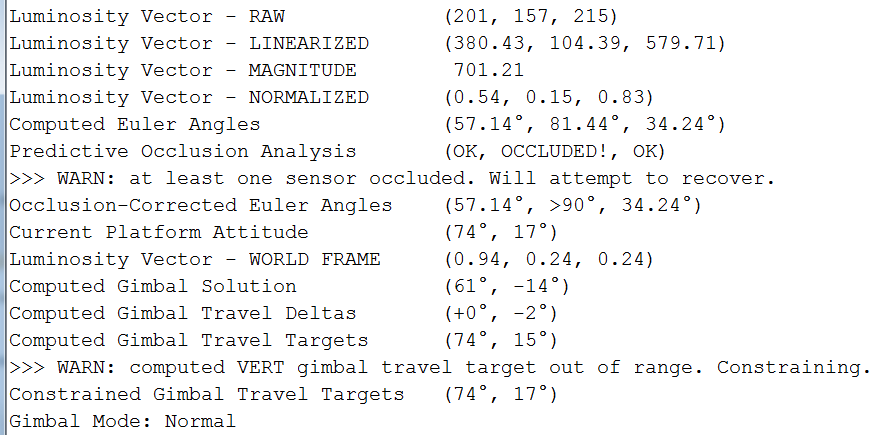 Luminosity Vector - RAW (201, 157, 215)
Luminosity Vector - LINEARIZED (380.43, 104.39, 579.71)
Luminosity Vector - MAGNITUDE 701.21
Luminosity Vector - NORMALIZED (0.54, 0.15, 0.83)
Computed Euler Angles (57.14°, 81.44°, 34.24°)
Predictive Occlusion Analysis (OK, OCCLUDED!, OK)
>>> WARN: at least one sensor occluded. Will attempt to recover.
Occlusion-Corrected Euler Angles (57.14°, >90°, 34.24°)
Current Platform Attitude (74°, 17°)
Luminosity Vector - WORLD FRAME (0.94, 0.24, 0.24)
Computed Gimbal Solution (61°, -14°)
Computed Gimbal Travel Deltas (+0°, -2°)
Computed Gimbal Travel Targets (74°, 15°)
>>> WARN: computed VERT gimbal travel target out of range. Constraining.
Constrained Gimbal Travel Targets (74°, 17°)
Gimbal Mode: Normal